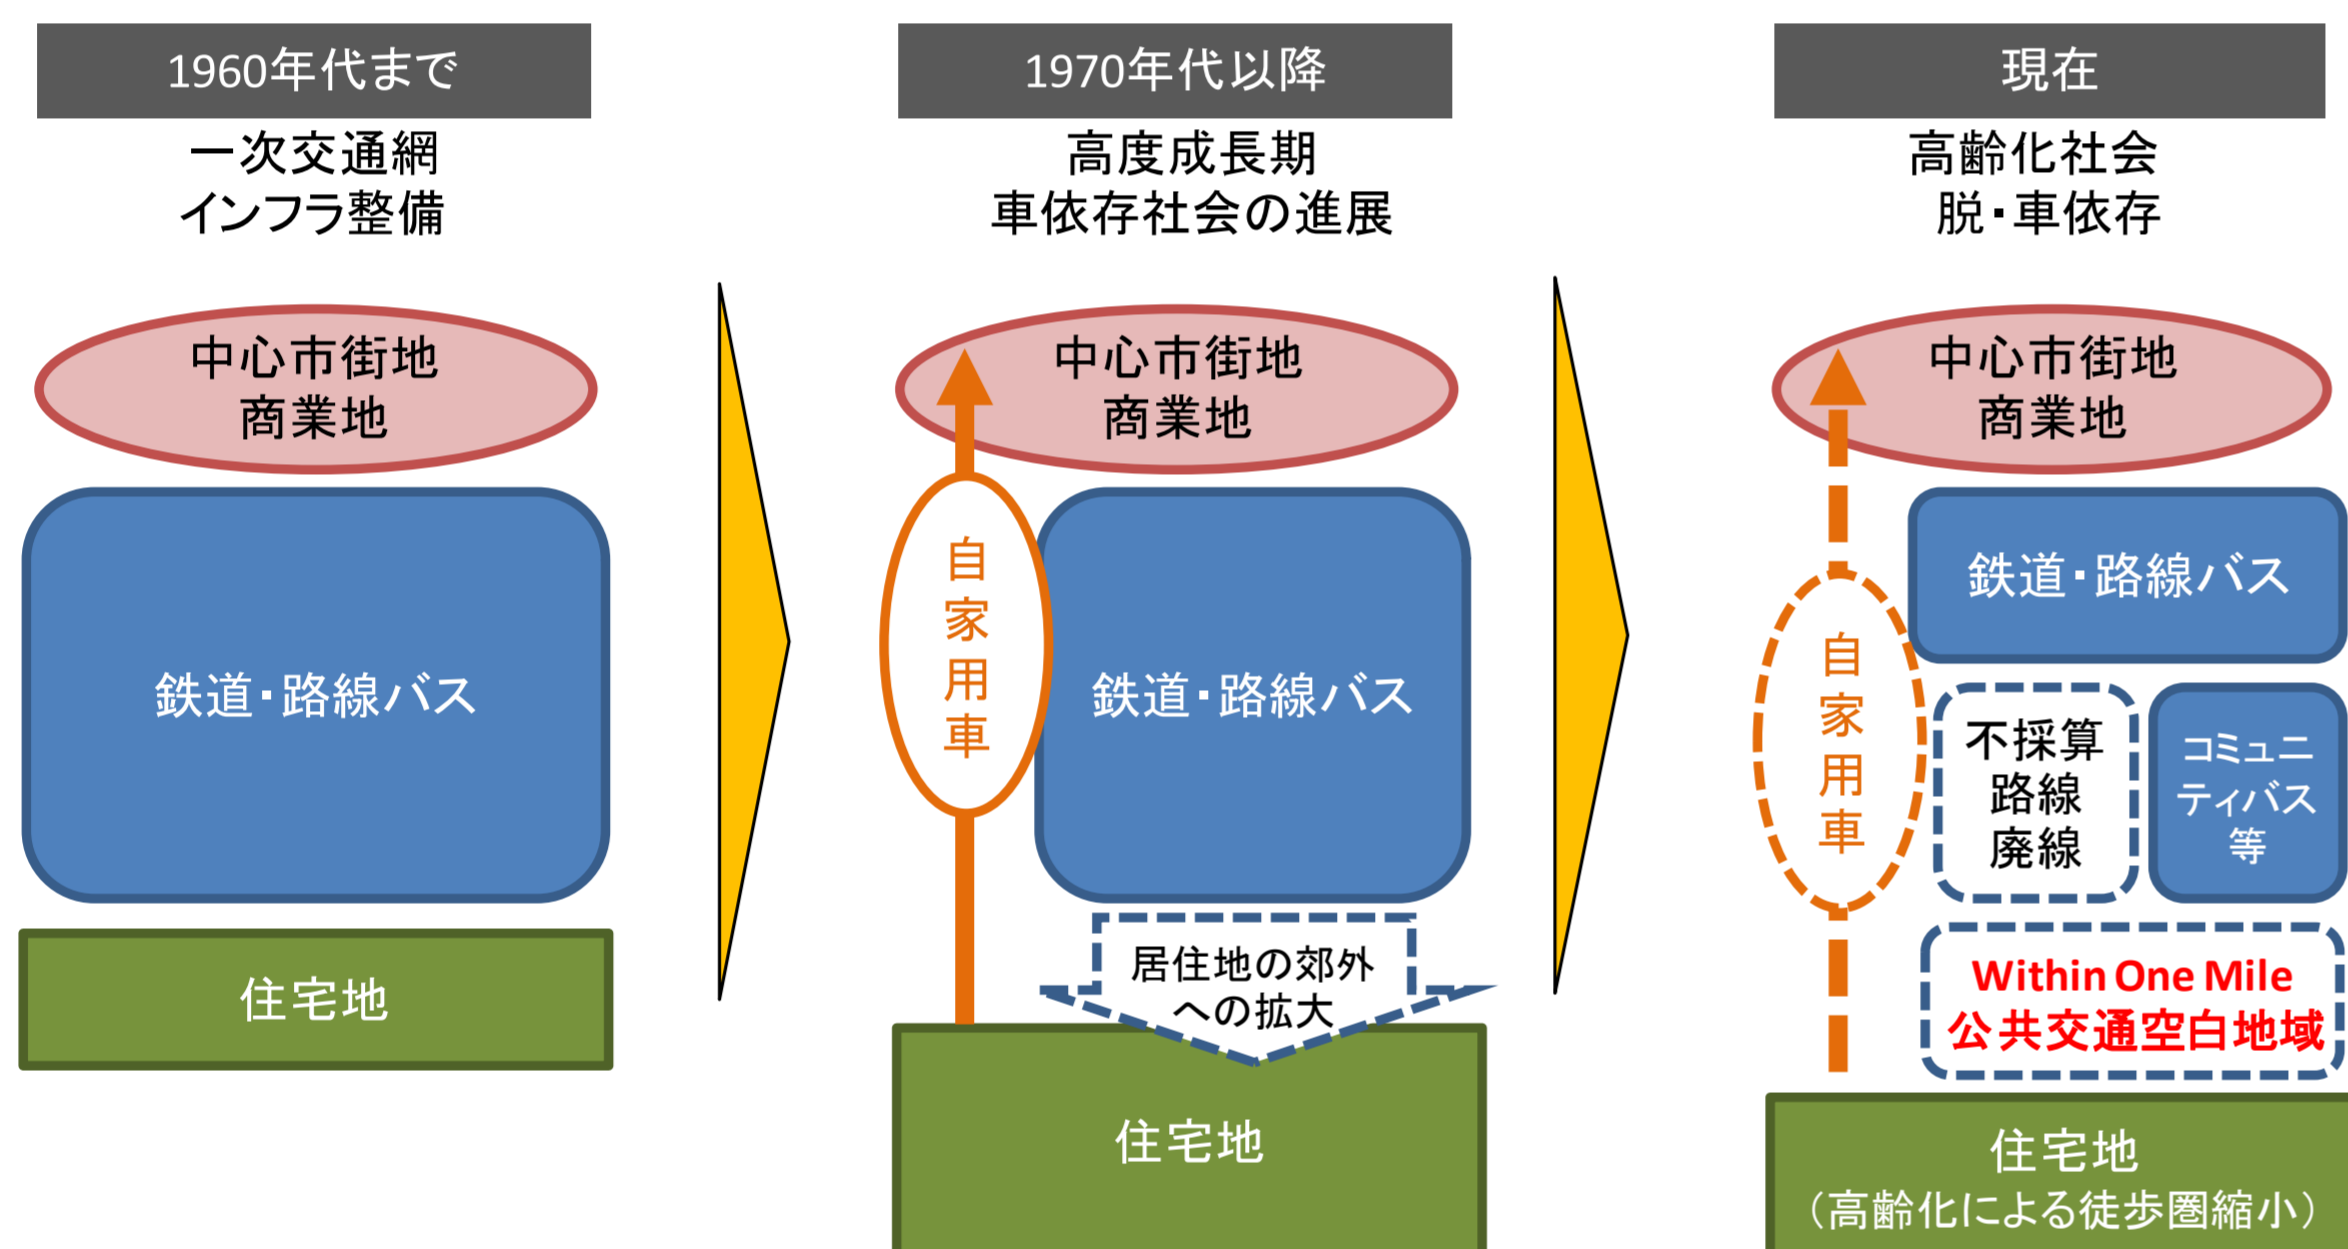 1960年代まで
一次交通網
インフラ整備
中心市街地
商業地
鉄道・路線バス
住宅地
1970年代以降
高度成長期
車依存社会の進展
中心市街地
商業地
自
家
用
車
鉄道・路線バス
居住地の郊外
への拡大
住宅地
現在
高齢化社会
脱・車依存
中心市街地
商業地
鉄道・路線バス
自
家
用
車
不採算
路線
廃線
コミュニ
ティバス
等
Within One Mile
公共交通空白地域
住宅地
（高齢化による徒歩圏縮小）